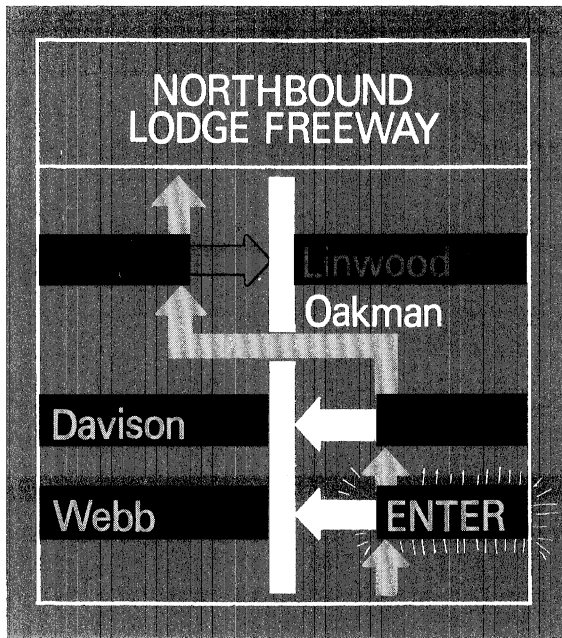 NORTHBOUND
LODGE FREEWAY
Linwood
Oakman
Davison
Webb
ENTER